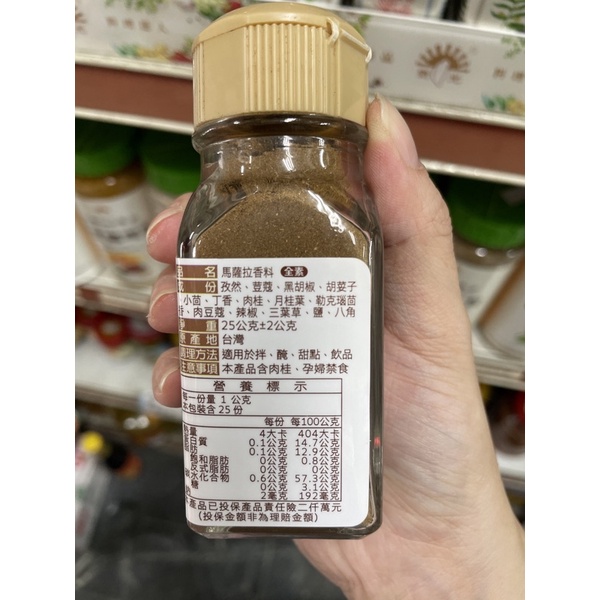 名 馬薩拉香料 全素
份 孜然、荳蔻、黑胡椒、胡荽子
小茴、丁香、肉桂、月桂葉、勒克瑞茴
香、肉豆蔻、辣椒、三葉草、鹽、八角
淨 重 25公克±2公克
原 產 地 台灣
調理方法 適用於拌、醃、甜點、飲品
注意事項 本產品含肉桂、孕婦禁食
營 養 標 示
每一份量 1 公克
本包裝含 25 份
每份 每100公克
熱量 4大卡 404大卡
白質 0.1公克 14.7公克
脂肪 0.1公克 12.9公克
飽和脂肪 0公克 0.8公克
反式脂肪 0公克 0公克
水化合物 0.6公克 57.3公克
糖 0公克 3.1公克
2毫克 192毫克
產品已投保產品責任險二仟萬元
(投保金額非為理賠金額)